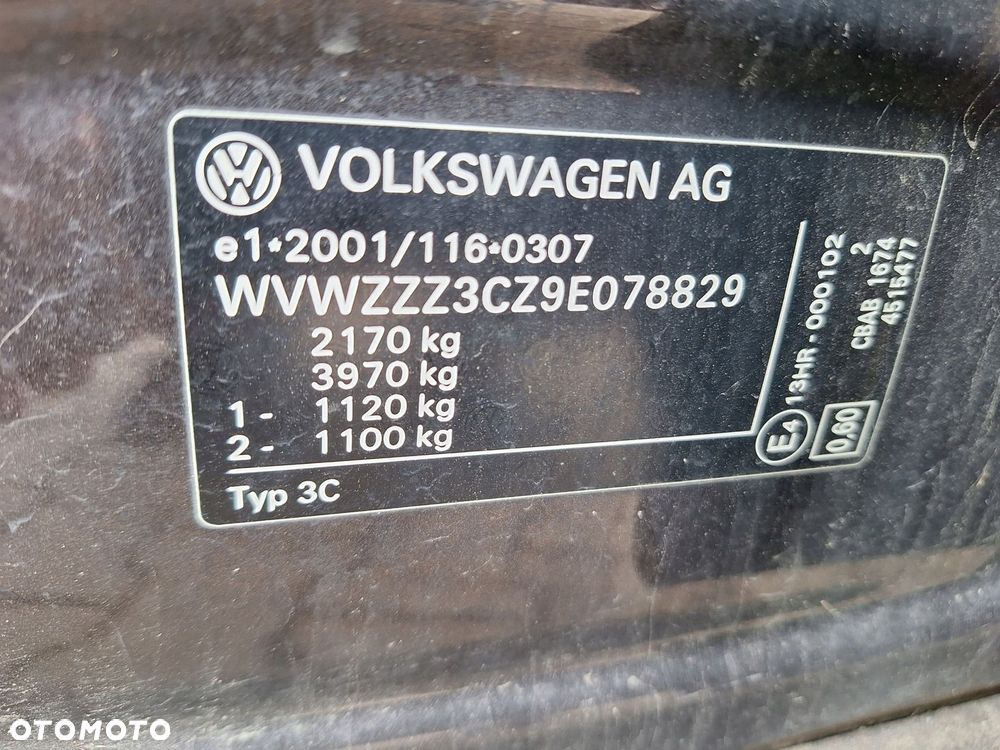 VOLKSWAGEN AG
e1*2001/116*0307
WVWZZZ3CZ9E078829
2170 kg
3970 kg
1 - 1120 kg
2 - 1100 kg
Typ 3C
E4 13HR-000102
2
CBAB 1674
4515477
0,60
OTOMOTO